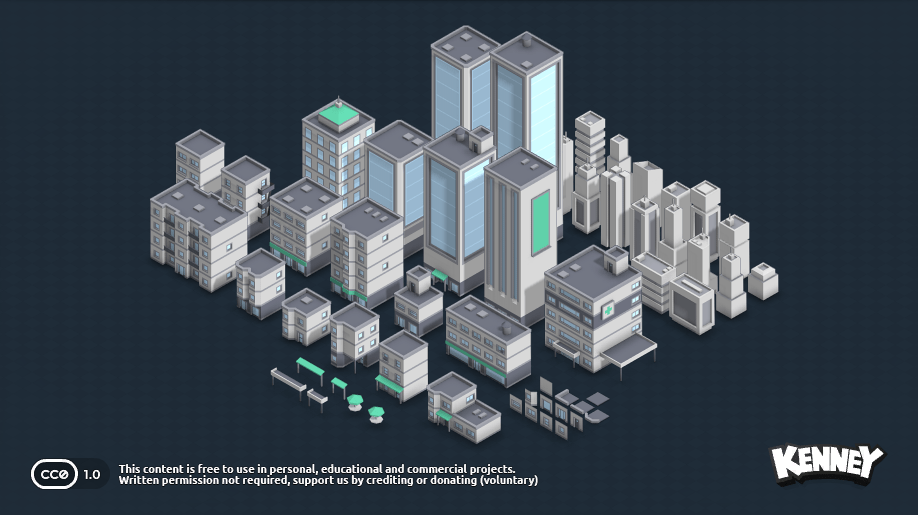 CC0 1.0
This content is free to use in personal, educational and commercial projects.
Written permission not required, support us by crediting or donating (voluntary)
KENNEY